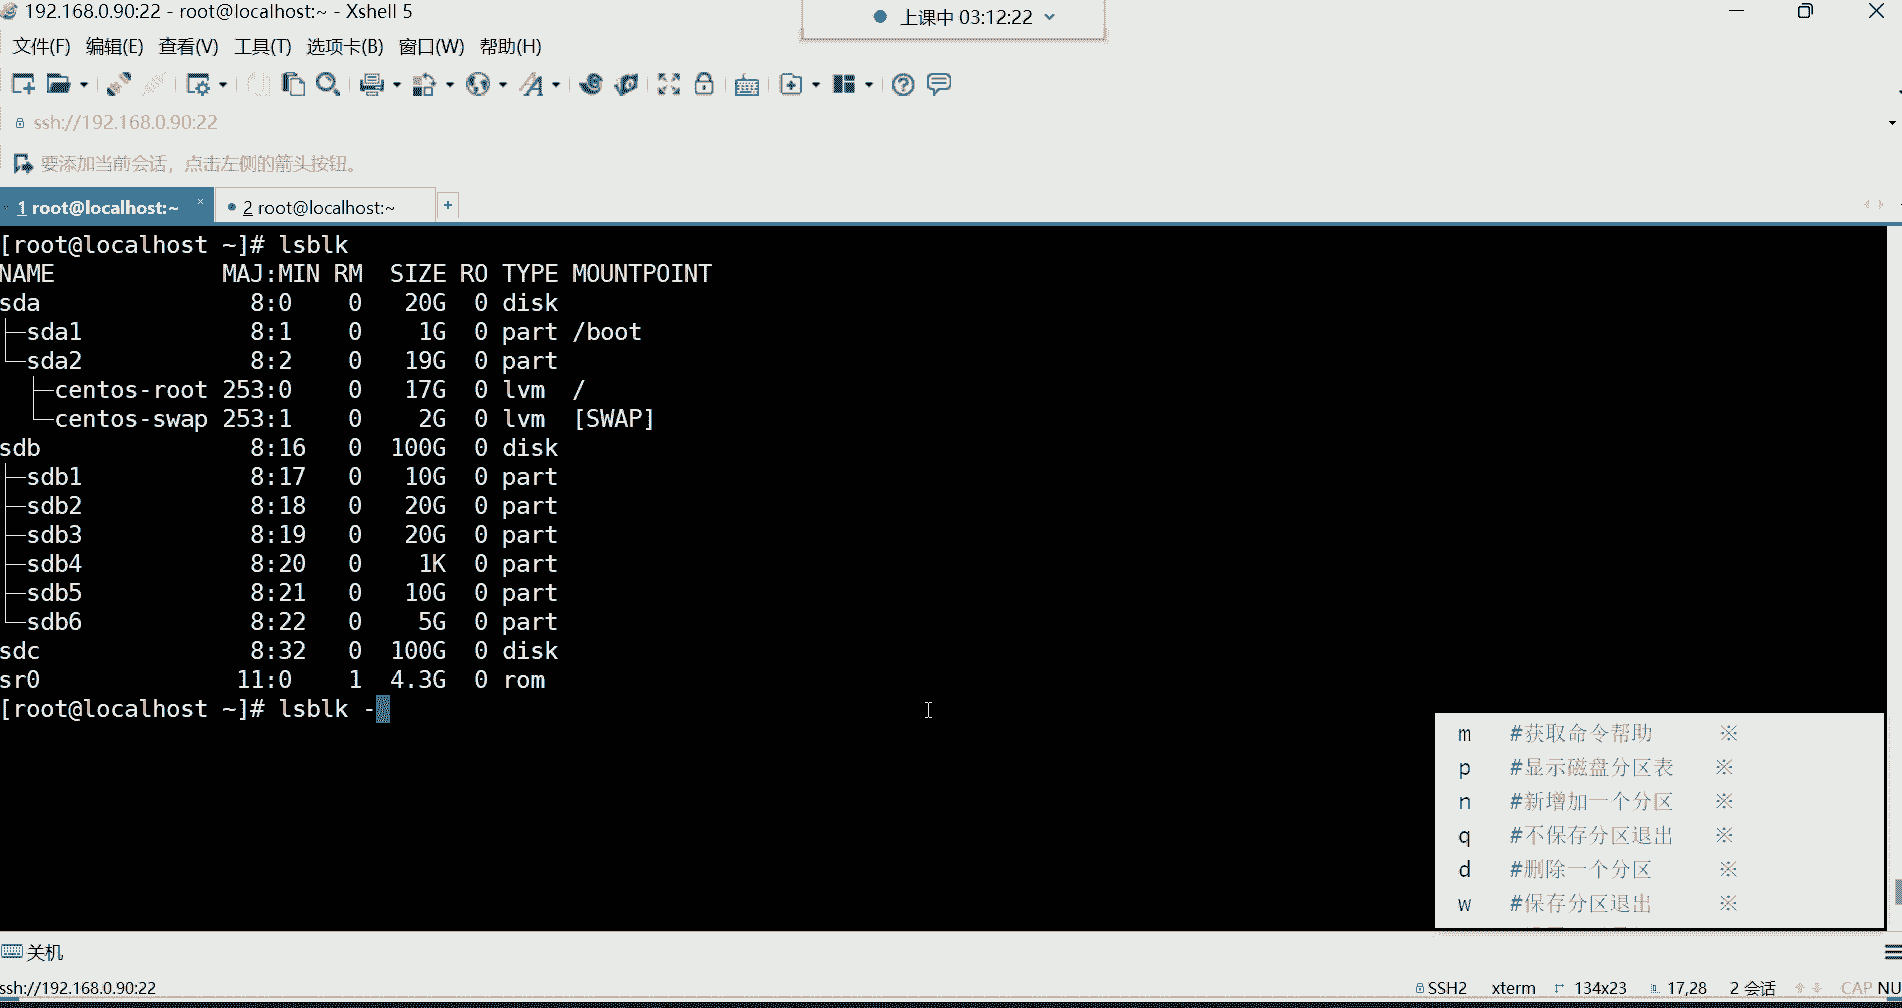 192.168.0.90:22 - root@localhost:~ - Xshell 5
上课中 03:12:22
文件(F) 编辑(E) 查看(V) 工具(T) 选项卡(B) 窗口(W) 帮助(H)
ssh://192.168.0.90:22
要添加当前会话，点击左侧的箭头按钮。
1 root@localhost:~ × 2 root@localhost:~ +
[root@localhost ~]# lsblk
NAME MAJ:MIN RM SIZE RO TYPE MOUNTPOINT
sda 8:0 0 20G 0 disk
├─sda1 8:1 0 1G 0 part /boot
└─sda2 8:2 0 19G 0 part
├─centos-root 253:0 0 17G 0 lvm /
└─centos-swap 253:1 0 2G 0 lvm [SWAP]
sdb 8:16 0 100G 0 disk
├─sdb1 8:17 0 10G 0 part
├─sdb2 8:18 0 20G 0 part
├─sdb3 8:19 0 20G 0 part
├─sdb4 8:20 0 1K 0 part
├─sdb5 8:21 0 10G 0 part
└─sdb6 8:22 0 5G 0 part
sdc 8:32 0 100G 0 disk
sr0 11:0 1 4.3G 0 rom
[root@localhost ~]# lsblk -
m #获取命令帮助 ※
p #显示磁盘分区表 ※
n #新增加一个分区 ※
q #不保存分区退出 ※
d #删除一个分区 ※
w #保存分区退出 ※
关机
ssh://192.168.0.90:22 SSH2 xterm 134x23 17,28 2 会话 CAP NU